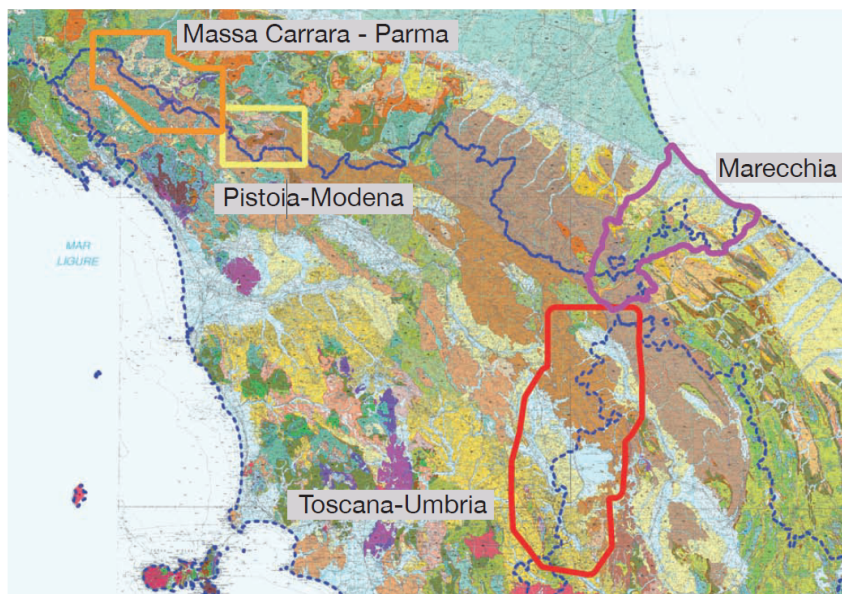 Massa Carrara - Parma
Marecchia
Pistoia-Modena
MAR
LIGURE
Toscana-Umbria